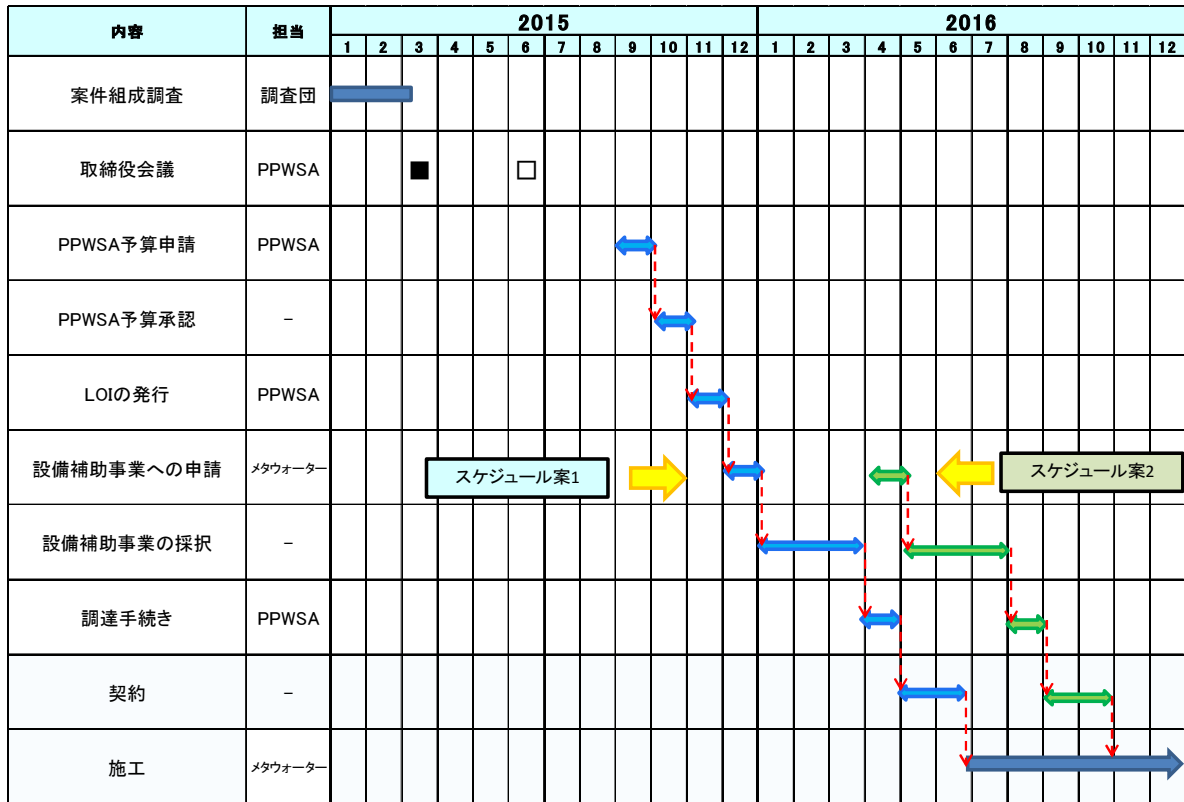 内容 担当 2015 2016
1 2 3 4 5 6 7 8 9 10 11 12 1 2 3 4 5 6 7 8 9 10 11 12
案件組成調査 調査団
取締役会議 PPWSA
PPWSA予算申請 PPWSA
PPWSA予算承認 –
LOIの発行 PPWSA
設備補助事業への申請 メタウォーター スケジュール案1 スケジュール案2
設備補助事業の採択 –
調達手続き PPWSA
契約 –
施工 メタウォーター